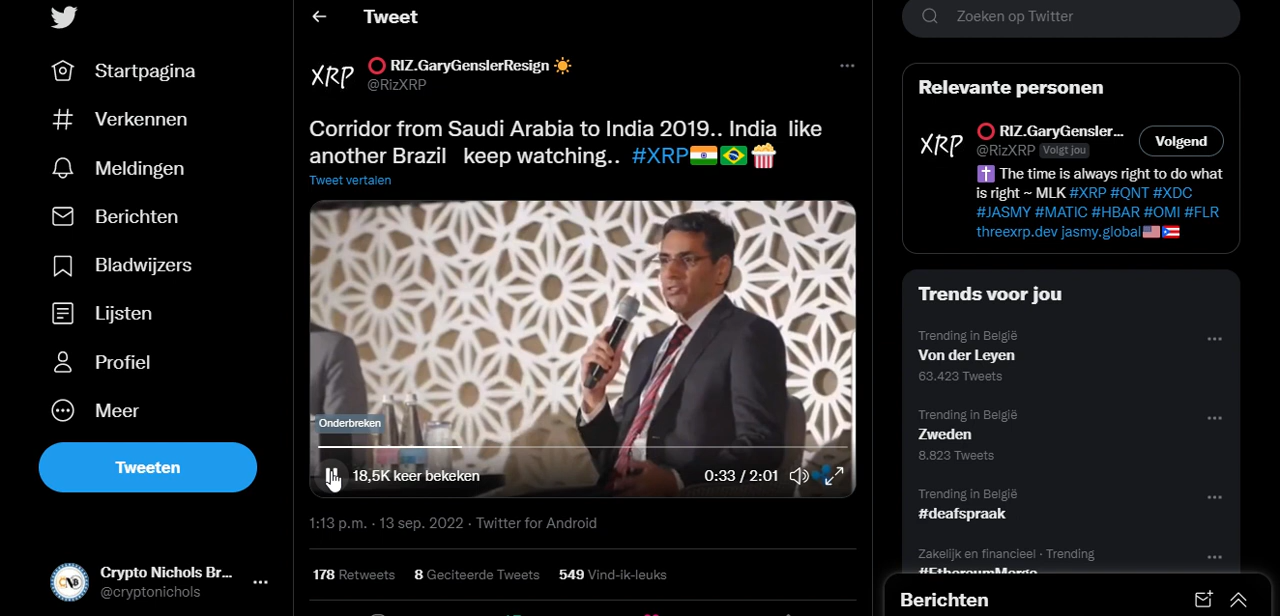 Startpagina
Verkennen
Meldingen
Berichten
Bladwijzers
Lijsten
Profiel
Meer
Tweeten
Crypto Nichols Br...
@cryptonichols
Tweet
XRP
RIZ.GaryGenslerResign
@RizXRP
Corridor from Saudi Arabia to India 2019.. India like
another Brazil keep watching.. #XRP
Tweet vertalen
Onderbreken
18,5K keer bekeken
0:33 / 2:01
1:13 p.m. · 13 sep. 2022 · Twitter for Android
178 Retweets 8 Geciteerde Tweets 549 Vind-ik-leuks
Zoeken op Twitter
Relevante personen
XRP
RIZ.GaryGensler...
@RizXRP Volgt jou
Volgend
The time is always right to do what
is right ~ MLK #XRP #QNT #XDC
#JASMY #MATIC #HBAR #OMI #FLR
threexrp.dev jasmy.global
Trends voor jou
Trending in België
Von der Leyen
63.423 Tweets
Trending in België
Zweden
8.823 Tweets
Trending in België
#deafspraak
Zakelijk en financieel · Trending
#EthereumMerge
Berichten